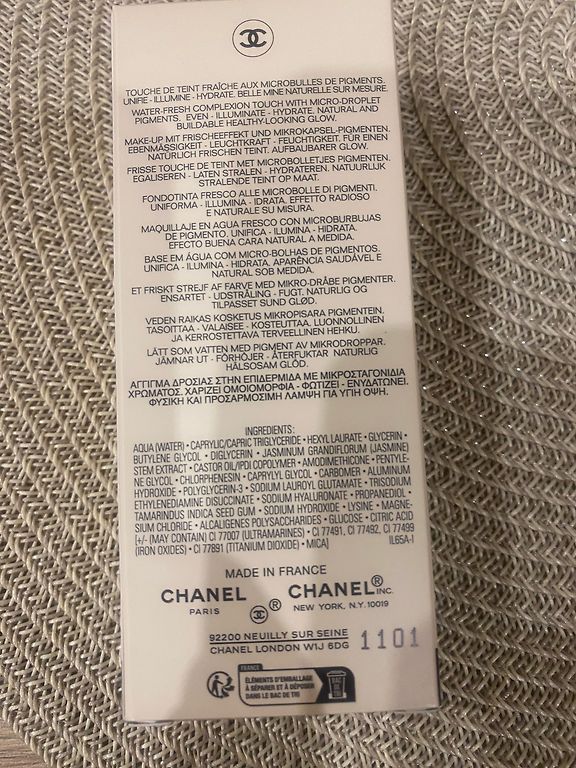 TOUCHE DE TEINT FRAÎCHE AUX MICROBULLES DE PIGMENTS.
UNIFIE - ILLUMINE - HYDRATE. BELLE MINE NATURELLE SUR MESURE.
WATER-FRESH COMPLEXION TOUCH WITH MICRO-DROPLET
PIGMENTS. EVEN - ILLUMINATE - HYDRATE. NATURAL AND
BUILDABLE HEALTHY-LOOKING GLOW.
MAKE-UP MIT FRISCHEEFFEKT UND MIKROKAPSEL-PIGMENTEN.
EBENMÄSSIGKEIT - LEUCHTKRAFT - FEUCHTIGKEIT. FÜR EINEN
NATÜRLICH FRISCHEN TEINT. AUFBAUBARER GLOW.
FRISSE TOUCHE DE TEINT MET MICROBOLLETJES PIGMENTEN.
EGALISEREN - LATEN STRALEN - HYDRATEREN. NATUURLIJK
STRALENDE TEINT OP MAAT.
FONDOTINTA FRESCO ALLE MICROBOLLE DI PIGMENTI.
UNIFORMA - ILLUMINA - IDRATA. EFFETTO RADIOSO
E NATURALE SU MISURA.
MAQUILLAJE EN AGUA FRESCO CON MICROBURBUJAS
DE PIGMENTO. UNIFICA - ILUMINA - HIDRATA.
EFECTO BUENA CARA NATURAL A MEDIDA.
BASE EM ÁGUA COM MICRO-BOLHAS DE PIGMENTOS.
UNIFICA - ILUMINA - HIDRATA. APARÊNCIA SAUDÁVEL E
NATURAL SOB MEDIDA.
ET FRISKT STREJF AF FARVE MED MIKRO-DRÅBE PIGMENTER.
ENSARTET - UDSTRÅLING - FUGT. NATURLIG OG
TILPASSET SUND GLØD.
VEDEN RAIKAS KOSKETUS MIKROPISARA PIGMENTEIN.
TASOITTAA - VALAISEE - KOSTEUTTAA. LUONNOLLINEN
JA KERROSTETTAVA TERVEELLINEN HEHKU.
LÄTT SOM VATTEN MED PIGMENT AV MIKRODROPPAR.
JÄMNAR UT - FÖRHÖJER - ÅTERFUKTAR NATURLIG
HÄLSOSAM GLÖD.
ΑΓΓΙΓΜΑ ΔΡΟΣΙΑΣ ΣΤΗΝ ΕΠΙΔΕΡΜΙΔΑ ΜΕ ΜΙΚΡΟΣΤΑΓΟΝΙΔΙΑ
ΧΡΩΜΑΤΟΣ. ΧΑΡΙΖΕΙ ΟΜΟΙΟΜΟΡΦΙΑ - ΦΩΤΙΖΕΙ - ΕΝΥΔΑΤΩΝΕΙ.
ΦΥΣΙΚΗ ΚΑΙ ΠΡΟΣΑΡΜΟΣΙΜΗ ΛΑΜΨΗ ΓΙΑ ΥΓΙΗ ΟΨΗ.
INGREDIENTS:
AQUA (WATER) • CAPRYLIC/CAPRIC TRIGLYCERIDE • HEXYL LAURATE • GLYCERIN •
BUTYLENE GLYCOL • DIGLYCERIN • JASMINUM GRANDIFLORUM (JASMINE)
STEM EXTRACT • CASTOR OIL/IPDI COPOLYMER • AMODIMETHICONE • PENTYLE-
NE GLYCOL • CHLORPHENESIN • CAPRYLYL GLYCOL • CARBOMER • ALUMINUM
HYDROXIDE • POLYGLYCERIN-3 • SODIUM LAUROYL GLUTAMATE • TRISODIUM
ETHYLENEDIAMINE DISUCCINATE • SODIUM HYALURONATE • PROPANEDIOL •
TAMARINDUS INDICA SEED GUM • SODIUM HYDROXIDE • LYSINE • MAGNE-
SIUM CHLORIDE • ALCALIGENES POLYSACCHARIDES • GLUCOSE • CITRIC ACID
[+/- (MAY CONTAIN) CI 77007 (ULTRAMARINES) • CI 77491, CI 77492, CI 77499
(IRON OXIDES) • CI 77891 (TITANIUM DIOXIDE) • MICA] IL65A-I
MADE IN FRANCE
CHANEL ® CHANEL® INC.
PARIS NEW YORK, N.Y. 10019
92200 NEUILLY SUR SEINE
CHANEL LONDON W1J 6DG 1101
FRANCE
ÉLÉMENTS D'EMBALLAGE
À SÉPARER ET À DÉPOSER
DANS LE BAC DE TRI
BAC
DE
TRI